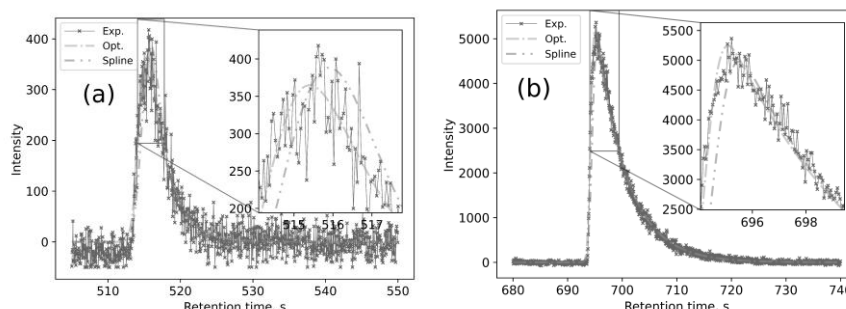 (a)
Exp.
Opt.
Spline
Intensity
400
300
200
100
0
450
400
350
300
250
200
515 516 517
510 520 530 540 550
Retention time, s
(b)
Exp.
Opt.
Spline
Intensity
5000
4000
3000
2000
1000
0
5500
5000
4500
4000
3500
3000
2500
696 698
680 690 700 710 720 730 740
Retention time, s